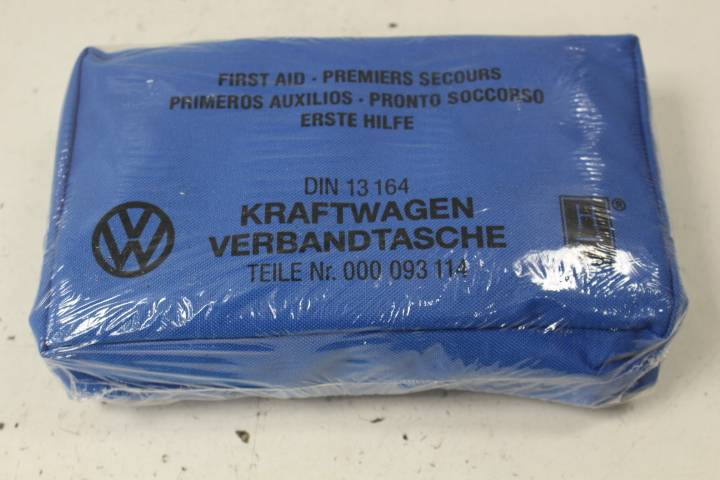 FIRST AID · PREMIERS SECOURS
PRIMEROS AUXILIOS · PRONTO SOCCORSO
ERSTE HILFE
DIN 13 164
KRAFTWAGEN
VERBANDTASCHE
TEILE Nr. 000 093 114
VW
®